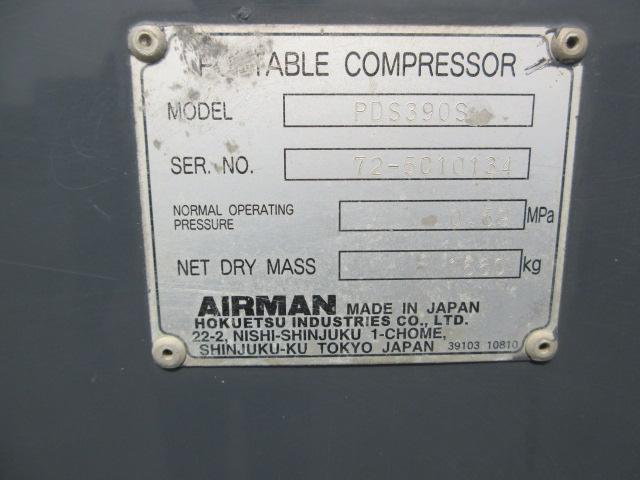 PORTABLE COMPRESSOR
MODEL PDS390S
SER. NO. 72-5C10134
NORMAL OPERATING PRESSURE MPa
NET DRY MASS kg
AIRMAN MADE IN JAPAN
HOKUETSU INDUSTRIES CO., LTD.
22-2, NISHI-SHINJUKU 1-CHOME,
SHINJUKU-KU TOKYO JAPAN 39103 10810